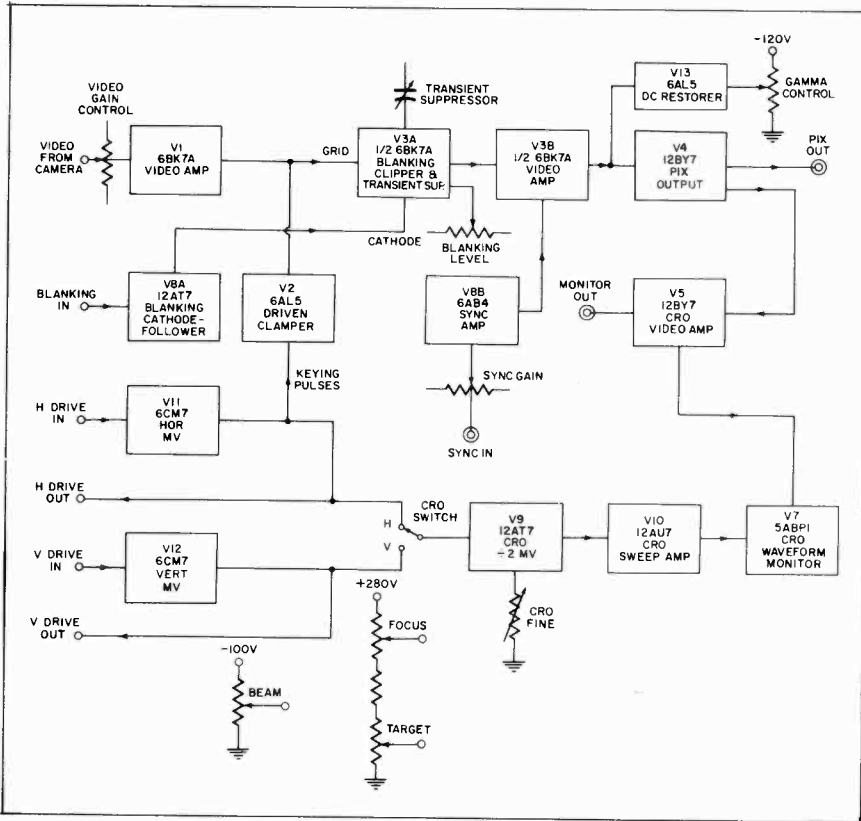 VIDEO
GAIN
CONTROL
VIDEO
FROM
CAMERA
V1
6BK7A
VIDEO AMP
TRANSIENT
SUPPRESSOR
GRID
V3A
1/2 6BK7A
BLANKING
CLIPPER &
TRANSIENT SUP.
CATHODE
BLANKING
LEVEL
V3B
1/2 6BK7A
VIDEO
AMP
V13
6AL5
DC RESTORER
-120V
GAMMA
CONTROL
V4
12BY7
PIX
OUTPUT
PIX
OUT
BLANKING
IN
V8A
12AT7
BLANKING
CATHODE-
FOLLOWER
V2
6AL5
DRIVEN
CLAMPER
KEYING
PULSES
V8B
6AB4
SYNC
AMP
SYNC GAIN
SYNC IN
MONITOR
OUT
V5
12BY7
CRO
VIDEO AMP
H DRIVE
IN
V11
6CM7
HOR
MV
H DRIVE
OUT
V DRIVE
IN
V12
6CM7
VERT
MV
V DRIVE
OUT
H
V
CRO
SWITCH
V9
12AT7
CRO
÷2 MV
CRO
FINE
V10
12AU7
CRO
SWEEP AMP
V7
5ABP1
CRO
WAVEFORM
MONITOR
-100V
BEAM
+280V
FOCUS
TARGET